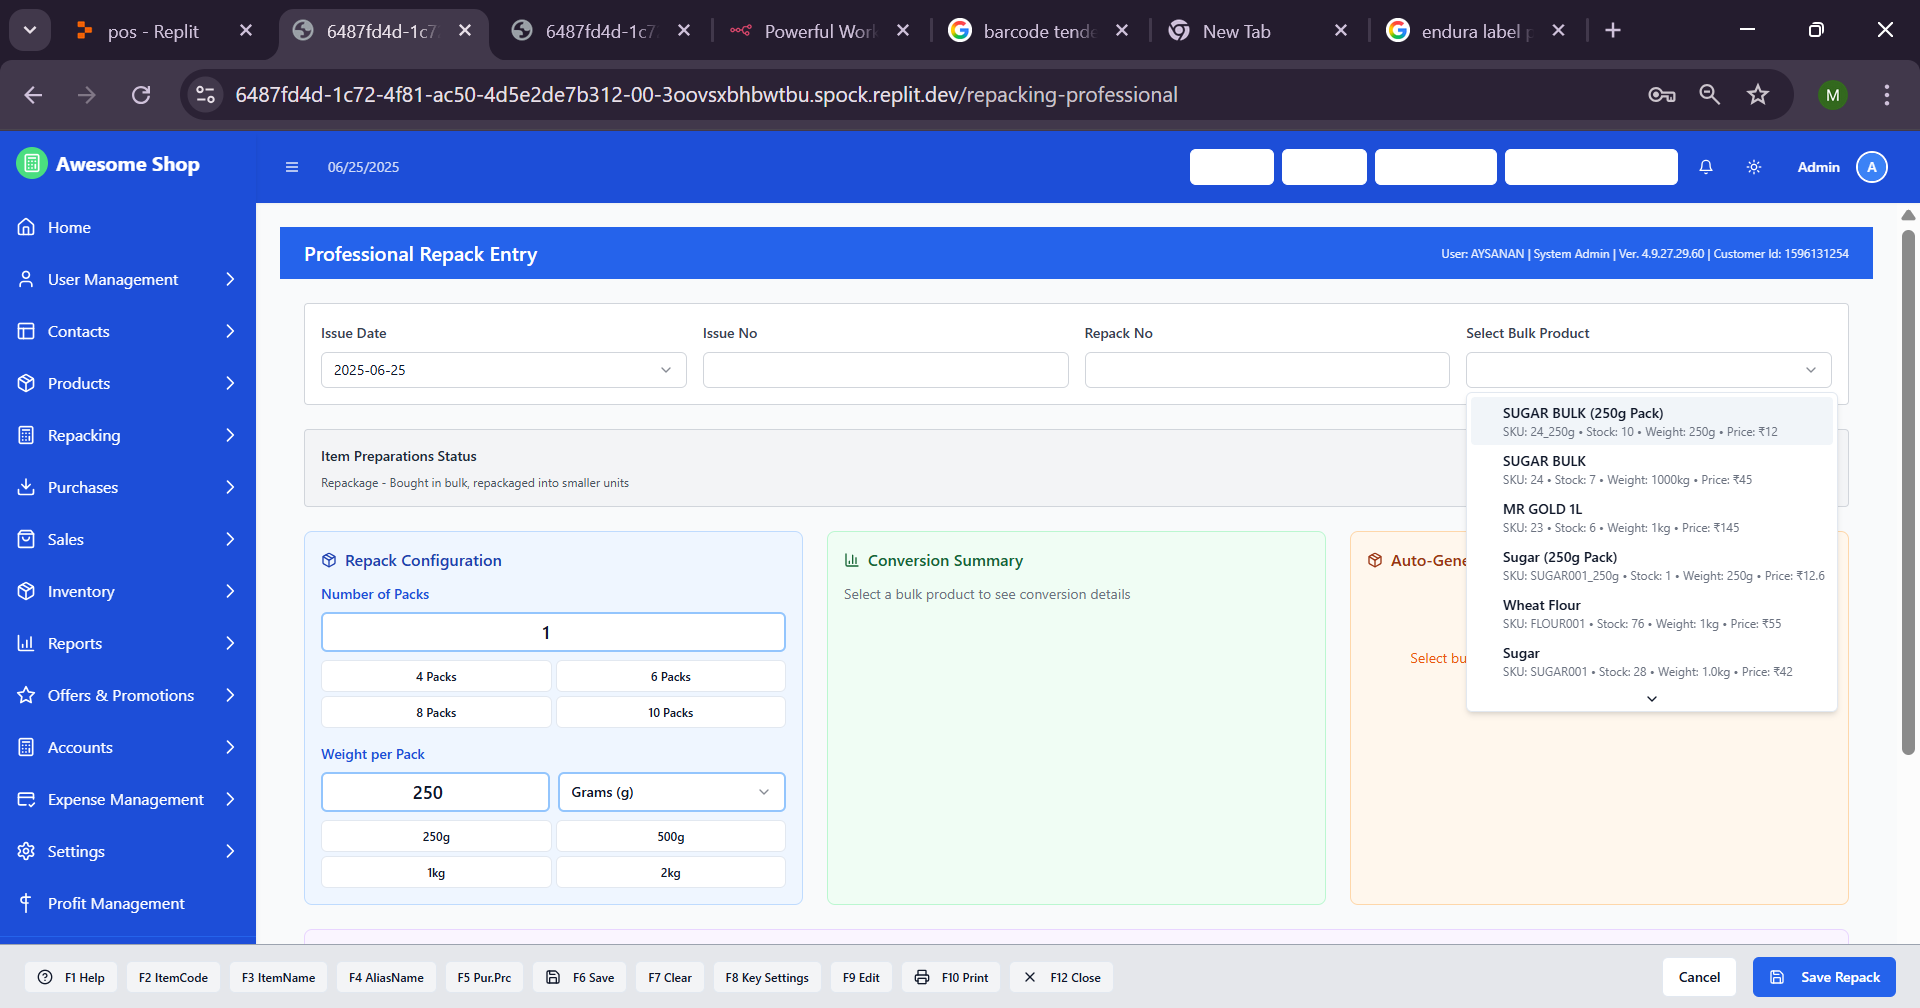 pos - Replit
6487fd4d-1c7
6487fd4d-1c7
Powerful Work
barcode tende
New Tab
endura label p
6487fd4d-1c72-4f81-ac50-4d5e2de7b312-00-3oovsxbhbwtbu.spock.replit.dev/repacking-professional
M
Awesome Shop
06/25/2025
Admin
A
Home
User Management
Contacts
Products
Repacking
Purchases
Sales
Inventory
Reports
Offers & Promotions
Accounts
Expense Management
Settings
Profit Management
Professional Repack Entry
User: AYSANAN | System Admin | Ver. 4.9.27.29.60 | Customer Id: 1596131254
Issue Date
Issue No
Repack No
Select Bulk Product
2025-06-25
SUGAR BULK (250g Pack)
SKU: 24_250g • Stock: 10 • Weight: 250g • Price: ₹12
SUGAR BULK
SKU: 24 • Stock: 7 • Weight: 1000kg • Price: ₹45
MR GOLD 1L
SKU: 23 • Stock: 6 • Weight: 1kg • Price: ₹145
Sugar (250g Pack)
SKU: SUGAR001_250g • Stock: 1 • Weight: 250g • Price: ₹12.6
Wheat Flour
SKU: FLOUR001 • Stock: 76 • Weight: 1kg • Price: ₹55
Sugar
SKU: SUGAR001 • Stock: 28 • Weight: 1.0kg • Price: ₹42
Item Preparations Status
Repackage - Bought in bulk, repackaged into smaller units
Repack Configuration
Number of Packs
1
4 Packs
6 Packs
8 Packs
10 Packs
Weight per Pack
250
Grams (g)
250g
500g
1kg
2kg
Conversion Summary
Select a bulk product to see conversion details
Auto-Gene
Select bu
F1 Help
F2 ItemCode
F3 ItemName
F4 AliasName
F5 Pur.Prc
F6 Save
F7 Clear
F8 Key Settings
F9 Edit
F10 Print
F12 Close
Cancel
Save Repack